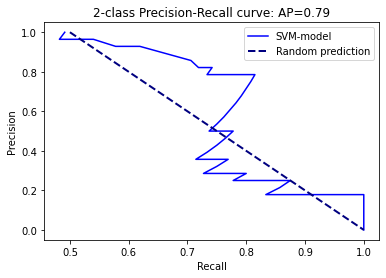 2-class Precision-Recall curve: AP=0.79
SVM-model
Random prediction
Precision
1.0
0.8
0.6
0.4
0.2
0.0
0.5 0.6 0.7 0.8 0.9 1.0
Recall